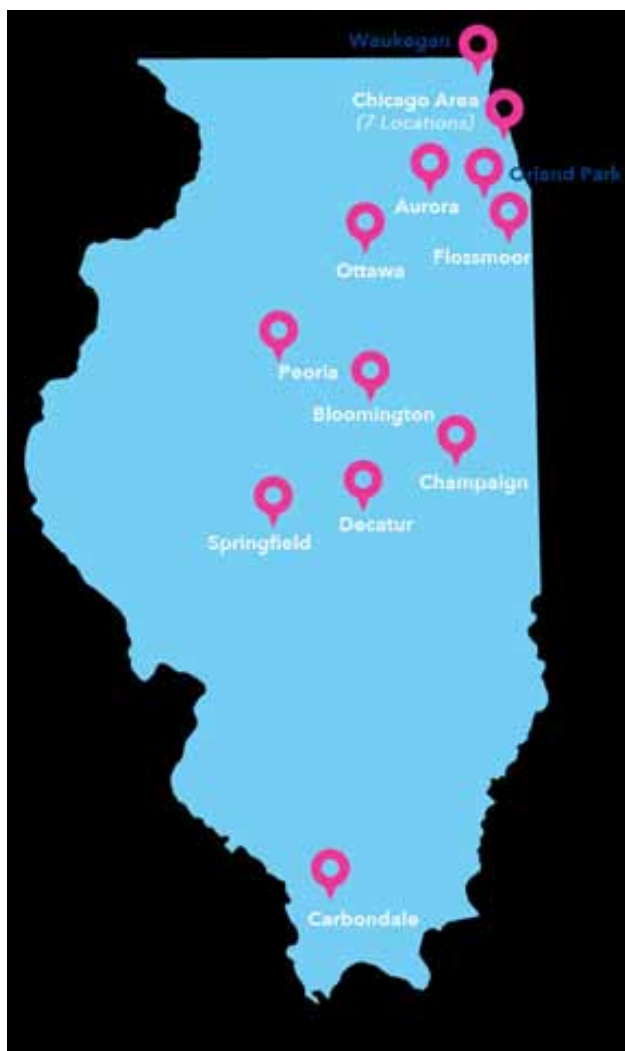 Waukegan
Chicago Area
(7 Locations)
Orland Park
Aurora
Flossmoor
Ottawa
Peoria
Bloomington
Champaign
Decatur
Springfield
Carbondale